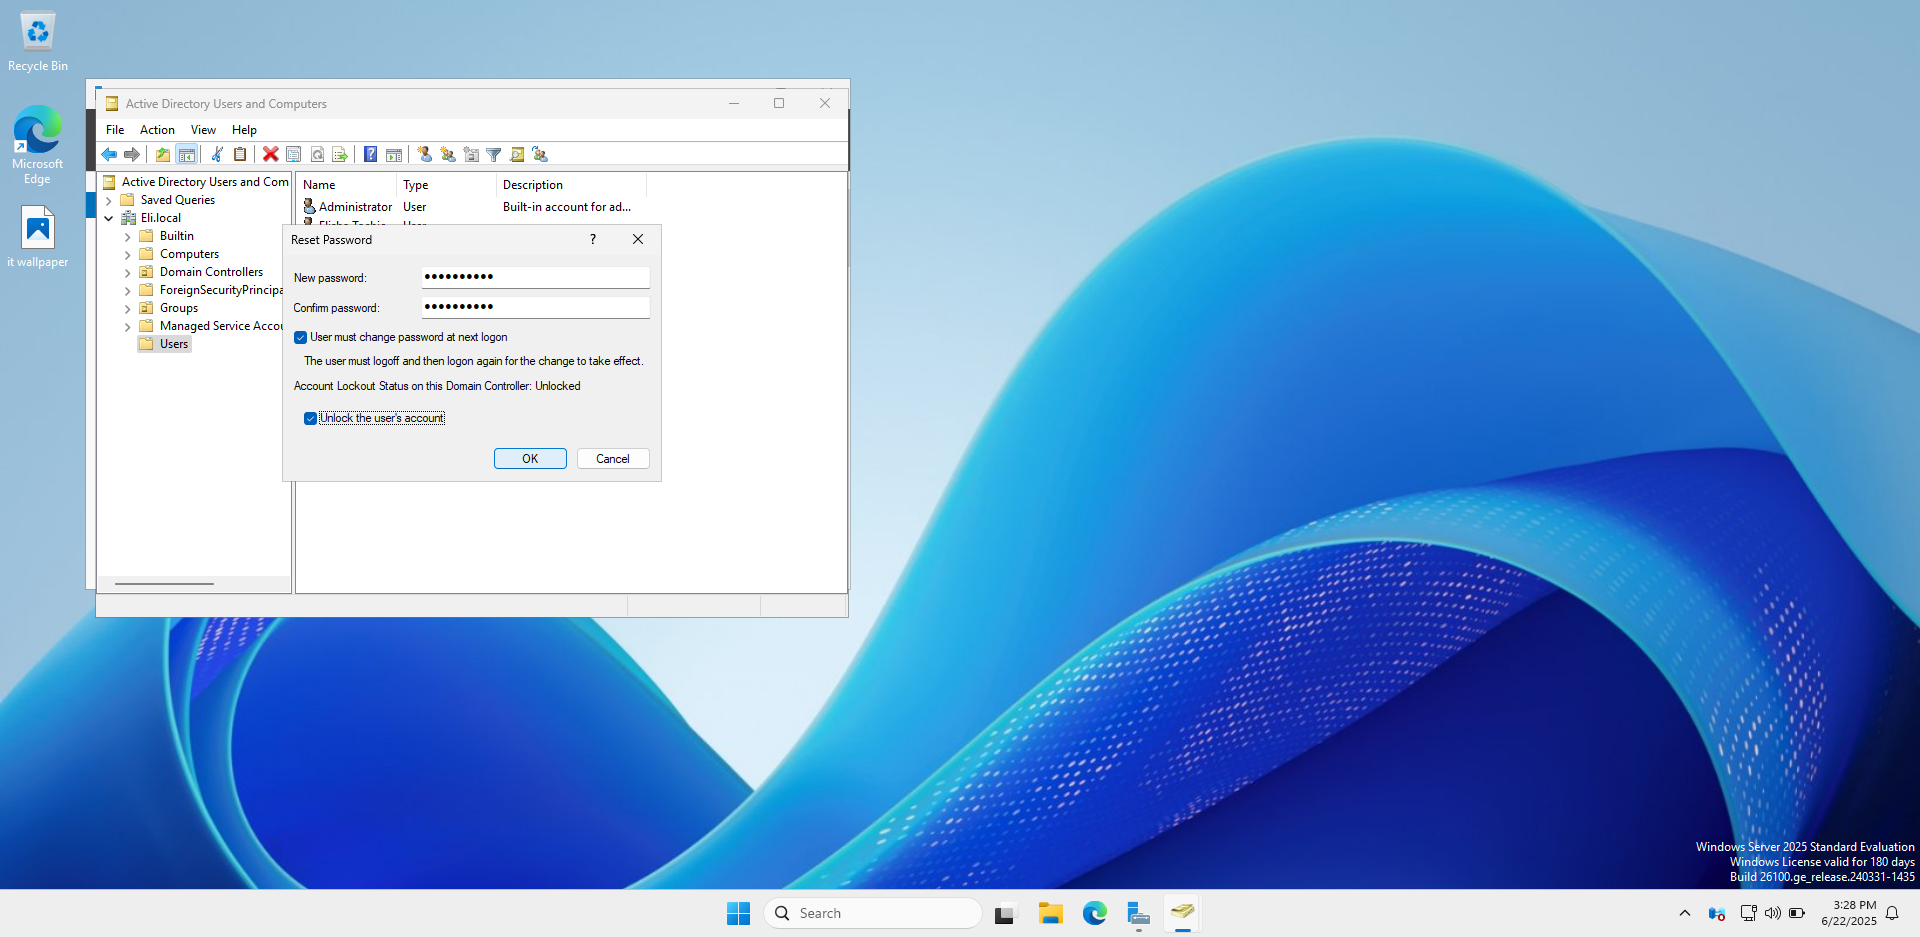 Recycle Bin
Microsoft
Edge
it wallpaper
Active Directory Users and Computers
File Action View Help
Active Directory Users and Com
Saved Queries
Eli.local
Builtin
Computers
Domain Controllers
ForeignSecurityPrincipa
Groups
Managed Service Accou
Users
Name Type Description
Administrator User Built-in account for ad...
Reset Password ?
New password: ●●●●●●●●●●
Confirm password: ●●●●●●●●●●
User must change password at next logon
The user must logoff and then logon again for the change to take effect.
Account Lockout Status on this Domain Controller: Unlocked
Unlock the user's account
OK Cancel
Windows Server 2025 Standard Evaluation
Windows License valid for 180 days
Build 26100.ge_release.240331-1435
Search
3:28 PM
6/22/2025